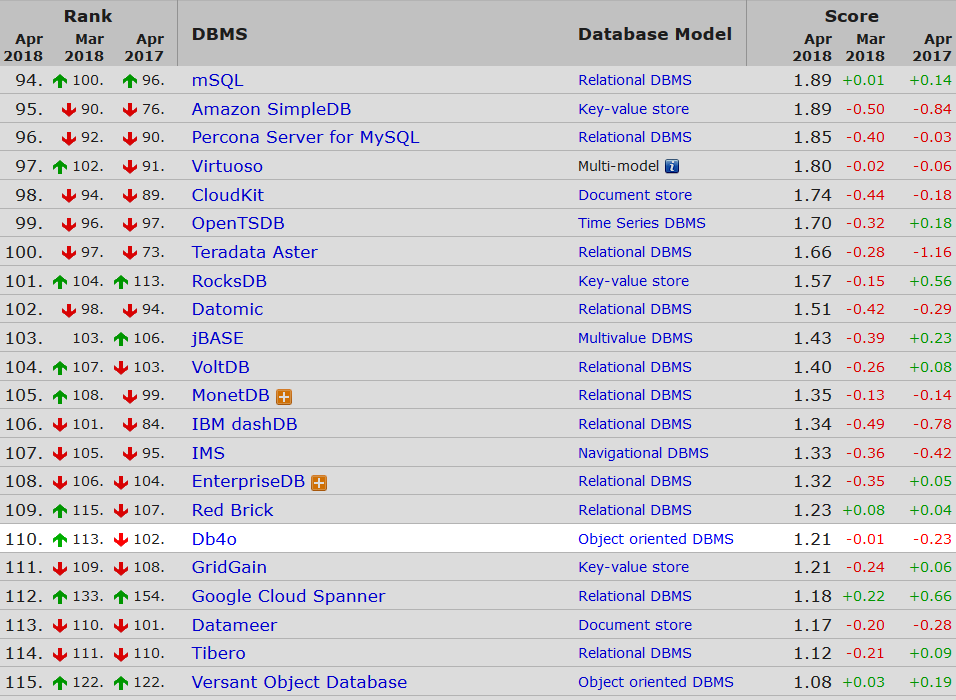 Rank DBMS Database Model Score
Apr 2018 Mar 2018 Apr 2017 Apr 2018 Mar 2018 Apr 2017
94. 100. 96. mSQL Relational DBMS 1.89 +0.01 +0.14
95. 90. 76. Amazon SimpleDB Key-value store 1.89 -0.50 -0.84
96. 92. 90. Percona Server for MySQL Relational DBMS 1.85 -0.40 -0.03
97. 102. 91. Virtuoso Multi-model i 1.80 -0.02 -0.06
98. 94. 89. CloudKit Document store 1.74 -0.44 -0.18
99. 96. 97. OpenTSDB Time Series DBMS 1.70 -0.32 +0.18
100. 97. 73. Teradata Aster Relational DBMS 1.66 -0.28 -1.16
101. 104. 113. RocksDB Key-value store 1.57 -0.15 +0.56
102. 98. 94. Datomic Relational DBMS 1.51 -0.42 -0.29
103. 103. 106. jBASE Multivalue DBMS 1.43 -0.39 +0.23
104. 107. 103. VoltDB Relational DBMS 1.40 -0.26 +0.08
105. 108. 99. MonetDB Relational DBMS 1.35 -0.13 -0.14
106. 101. 84. IBM dashDB Relational DBMS 1.34 -0.49 -0.78
107. 105. 95. IMS Navigational DBMS 1.33 -0.36 -0.42
108. 106. 104. EnterpriseDB Relational DBMS 1.32 -0.35 +0.05
109. 115. 107. Red Brick Relational DBMS 1.23 +0.08 +0.04
110. 113. 102. Db4o Object oriented DBMS 1.21 -0.01 -0.23
111. 109. 108. GridGain Key-value store 1.21 -0.24 +0.06
112. 133. 154. Google Cloud Spanner Relational DBMS 1.18 +0.22 +0.66
113. 110. 101. Datameer Document store 1.17 -0.20 -0.28
114. 111. 110. Tibero Relational DBMS 1.12 -0.21 +0.09
115. 122. 122. Versant Object Database Object oriented DBMS 1.08 +0.03 +0.19